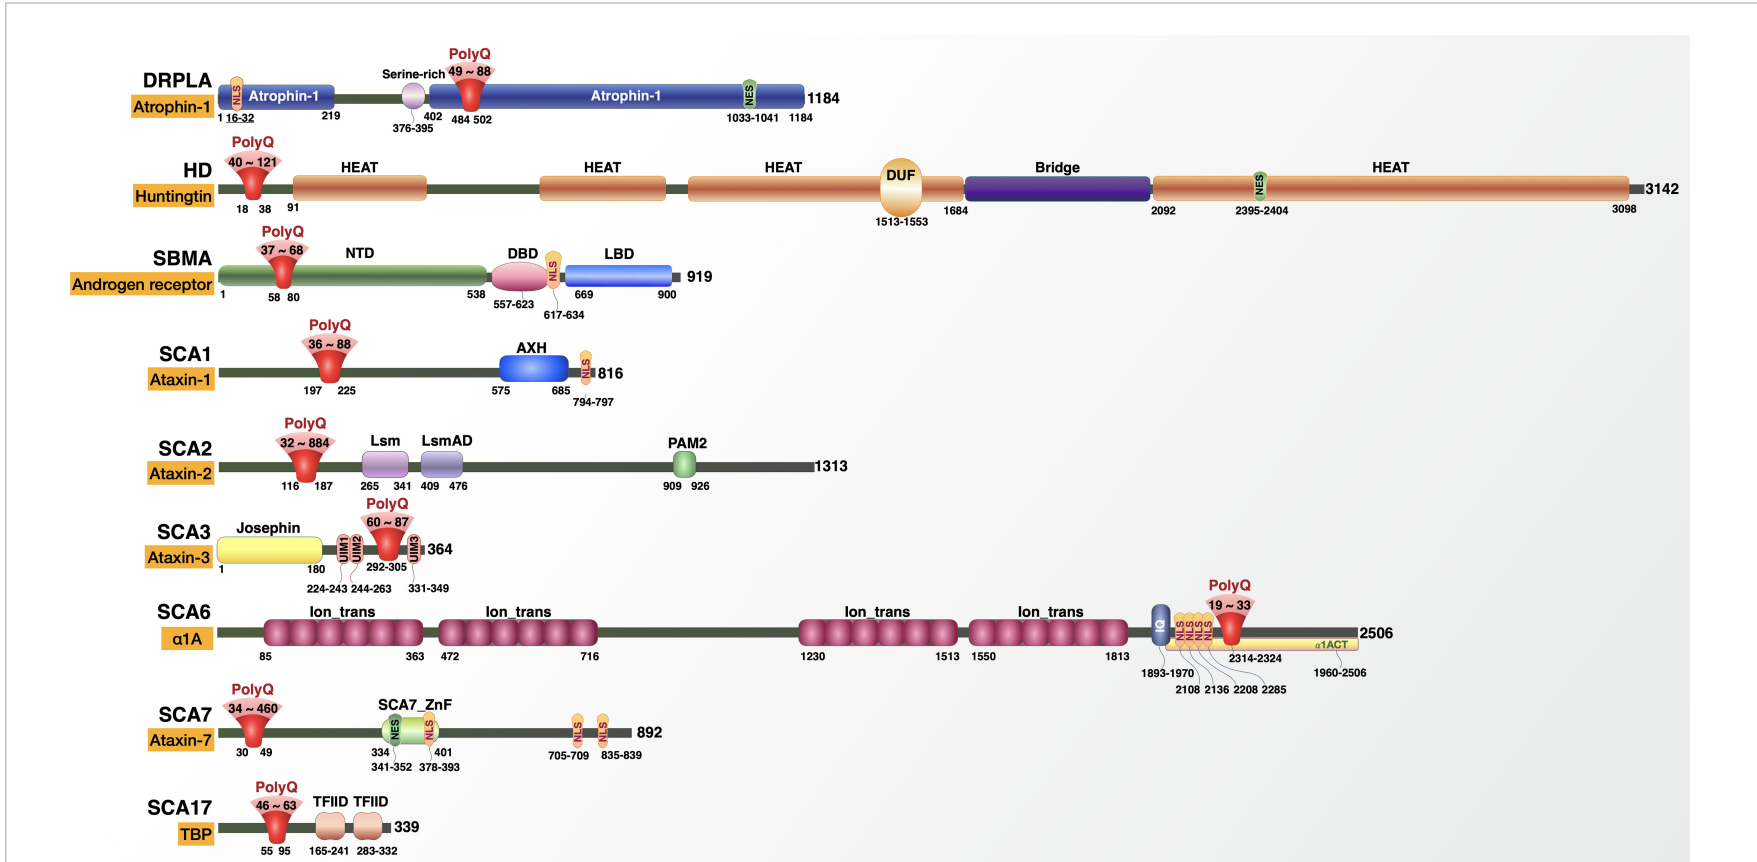 PolyQ
DRPLA Serine-rich 49 ~ 88
Atrophin-1 NLS Atrophin-1 Atrophin-1 NES 1184
1 16-32 219 376-395 402 484 502 1033-1041 1184
PolyQ
HD 40 ~ 121 HEAT HEAT HEAT DUF Bridge HEAT
Huntingtin NES 3142
18 38 91 1513-1553 1684 2092 2395-2404 3098
PolyQ
SBMA 37 ~ 68 NTD DBD NLS LBD
Androgen receptor 919
1 58 80 538 557-623 617-634 669 900
PolyQ
SCA1 36 ~ 88 AXH
Ataxin-1 NLS 816
197 225 575 685 794-797
PolyQ
SCA2 32 ~ 884 Lsm LsmAD PAM2
Ataxin-2 1313
116 187 265 341 409 476 909 926
PolyQ
SCA3 Josephin 60 ~ 87
Ataxin-3 UIM1 UIM2 UIM3 364
1 180 292-305
224-243 244-263 331-349
PolyQ
SCA6 Ion_trans Ion_trans Ion_trans Ion_trans 19 ~ 33
α1A IQ NLS NLS NLS NLS 2506
α1ACT
85 363 472 716 1230 1513 1550 1813 2314-2324
1893-1970 1960-2506
2108 2136 2208 2285
PolyQ
SCA7 34 ~ 460 SCA7_ZnF
Ataxin-7 NES NLS NLS NLS 892
30 49 334 401 705-709 835-839
341-352 378-393
PolyQ
SCA17 46 ~ 63 TFIID TFIID
TBP 339
55 95 165-241 283-332